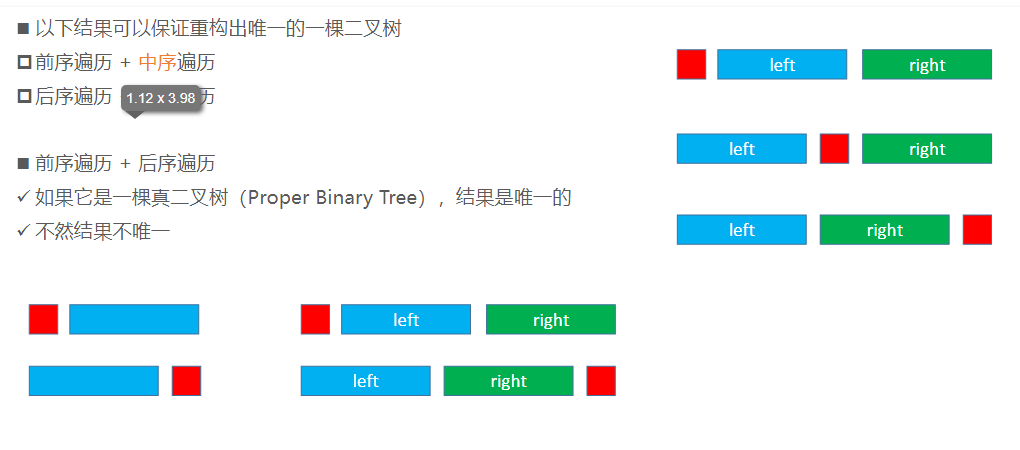 ■ 以下结果可以保证重构出唯一的一棵二叉树
前序遍历 + 中序遍历
后序遍历 历
1.12 x 3.98
■ 前序遍历 + 后序遍历
✓ 如果它是一棵真二叉树（Proper Binary Tree），结果是唯一的
✓ 不然结果不唯一
left right
left right
left right
left right
left right